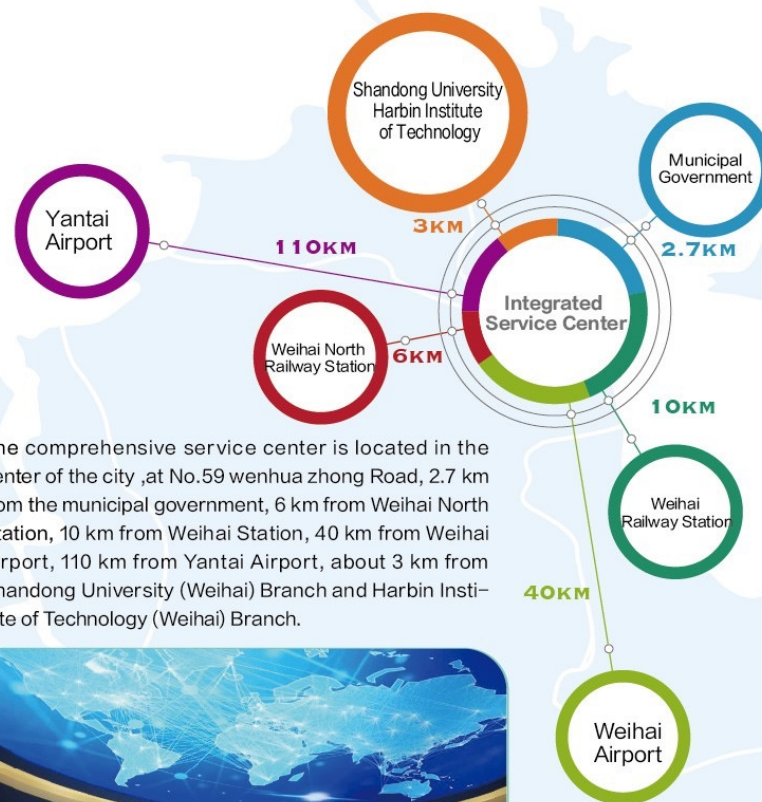 Shandong University
Harbin Institute
of Technology
Municipal
Government
Yantai
Airport
3KM
2.7KM
110KM
Integrated
Service Center
Weihai North
Railway Station
6KM
10KM
he comprehensive service center is located in the
enter of the city ,at No.59 wenhua zhong Road, 2.7 km
om the municipal government, 6 km from Weihai North
tation, 10 km from Weihai Station, 40 km from Weihai
rport, 110 km from Yantai Airport, about 3 km from
handong University (Weihai) Branch and Harbin Insti-
te of Technology (Weihai) Branch.
Weihai
Railway Station
40KM
Weihai
Airport